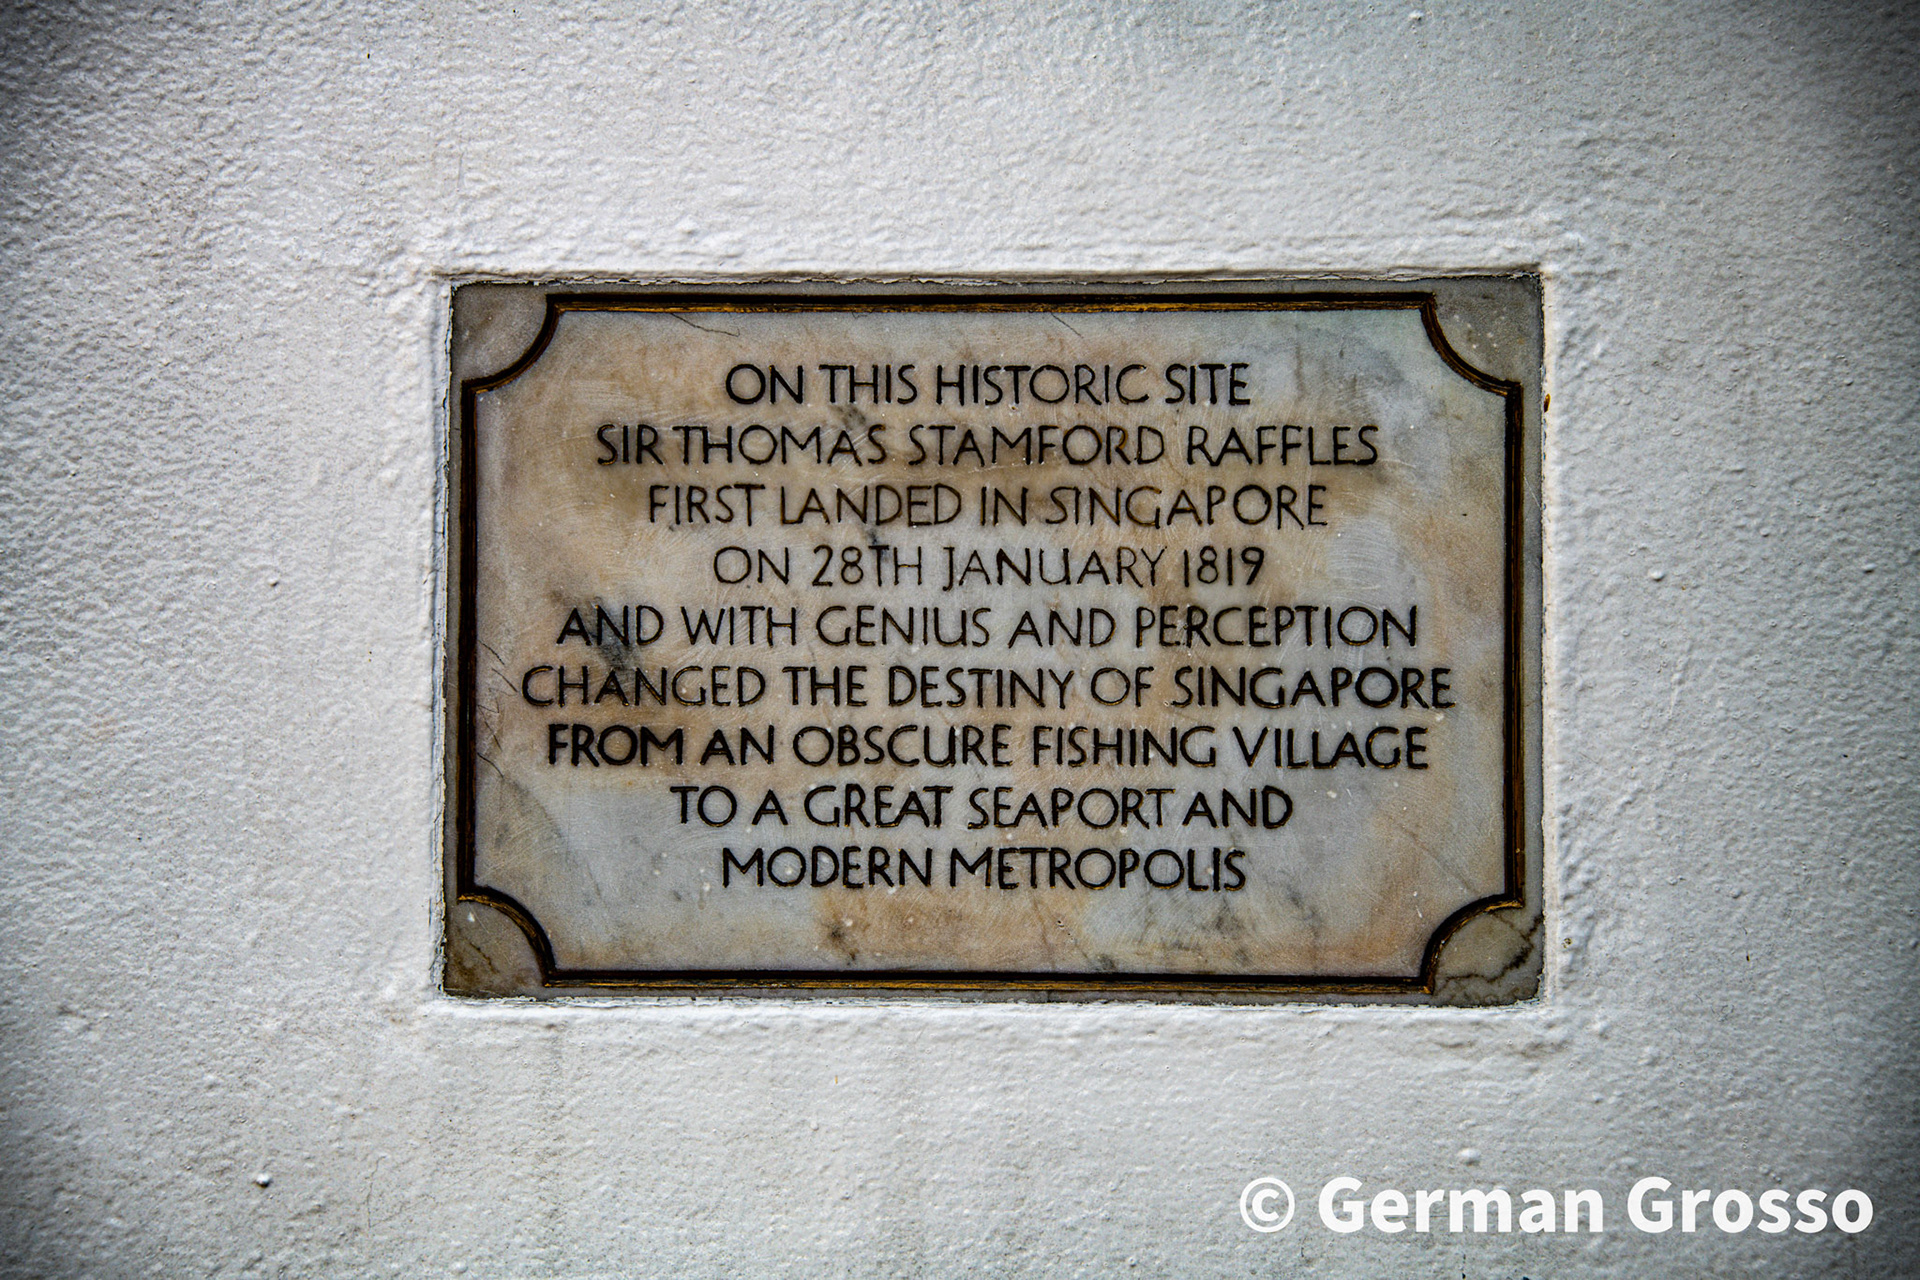 ON THIS HISTORIC SITE
SIR THOMAS STAMFORD RAFFLES
FIRST LANDED IN SINGAPORE
ON 28TH JANUARY 1819
AND WITH GENIUS AND PERCEPTION
CHANGED THE DESTINY OF SINGAPORE
FROM AN OBSCURE FISHING VILLAGE
TO A GREAT SEAPORT AND
MODERN METROPOLIS
© German Grosso